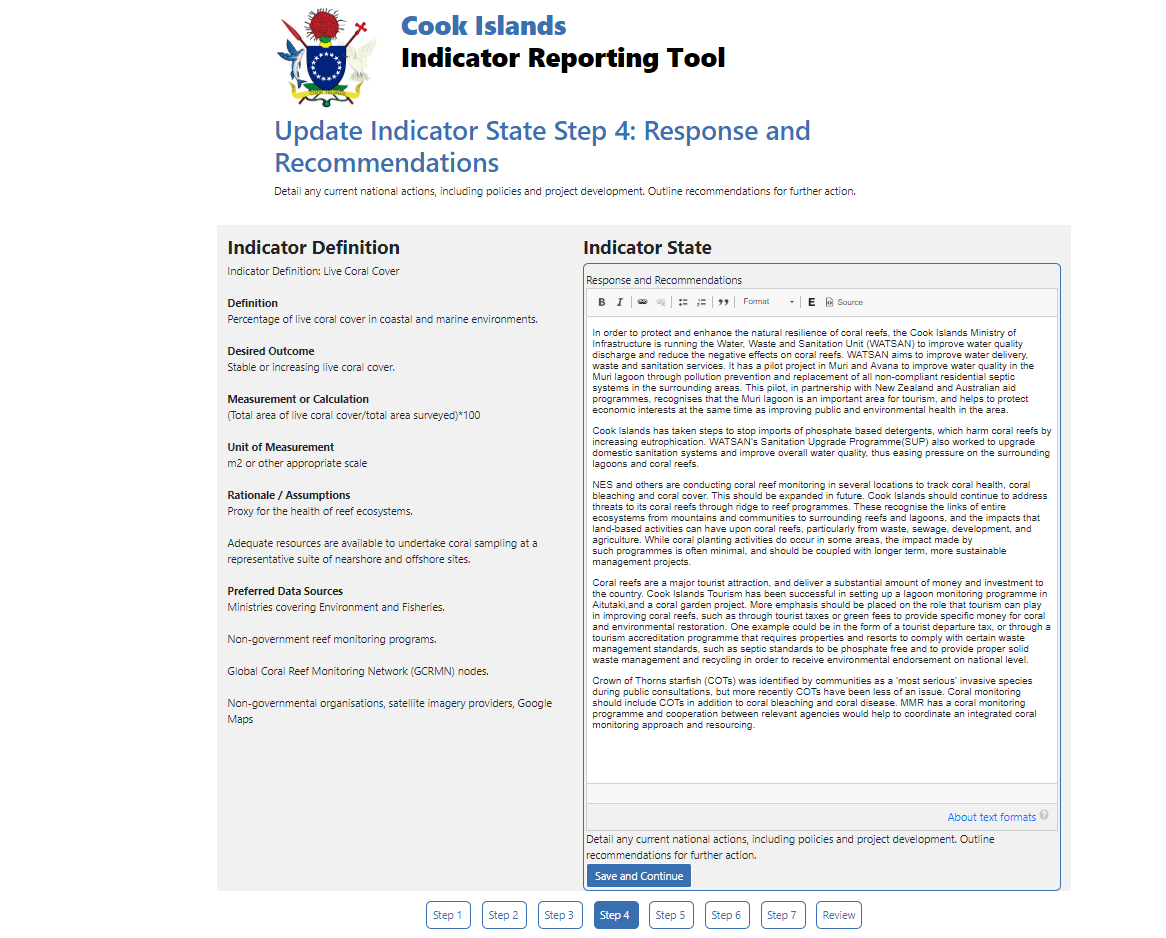 Cook Islands
Indicator Reporting Tool
COOK ISLANDS
Update Indicator State Step 4: Response and
Recommendations
Detail any current national actions, including policies and project development. Outline recommendations for further action.
Indicator Definition
Indicator Definition: Live Coral Cover
Definition
Percentage of live coral cover in coastal and marine environments.
Desired Outcome
Stable or increasing live coral cover.
Measurement or Calculation
(Total area of live coral cover/total area surveyed)*100
Unit of Measurement
m2 or other appropriate scale
Rationale / Assumptions
Proxy for the health of reef ecosystems.
Adequate resources are available to undertake coral sampling at a
representative suite of nearshore and offshore sites.
Preferred Data Sources
Ministries covering Environment and Fisheries.
Non-government reef monitoring programs.
Global Coral Reef Monitoring Network (GCRMN) nodes.
Non-governmental organisations, satellite imagery providers, Google
Maps
Indicator State
Response and Recommendations
B I Format E Source
In order to protect and enhance the natural resilience of coral reefs, the Cook Islands Ministry of
Infrastructure is running the Water, Waste and Sanitation Unit (WATSAN) to improve water quality
discharge and reduce the negative effects on coral reefs. WATSAN aims to improve water delivery,
waste and sanitation services. It has a pilot project in Muri and Avana to improve water quality in the
Muri lagoon through pollution prevention and replacement of all non-compliant residential septic
systems in the surrounding areas. This pilot, in partnership with New Zealand and Australian aid
programmes, recognises that the Muri lagoon is an important area for tourism, and helps to protect
economic interests at the same time as improving public and environmental health in the area.
Cook Islands has taken steps to stop imports of phosphate based detergents, which harm coral reefs by
increasing eutrophication. WATSAN's Sanitation Upgrade Programme(SUP) also worked to upgrade
domestic sanitation systems and improve overall water quality, thus easing pressure on the surrounding
lagoons and coral reefs.
NES and others are conducting coral reef monitoring in several locations to track coral health, coral
bleaching and coral cover. This should be expanded in future. Cook Islands should continue to address
threats to its coral reefs through ridge to reef programmes. These recognise the links of entire
ecosystems from mountains and communities to surrounding reefs and lagoons, and the impacts that
land-based activities can have upon coral reefs, particularly from waste, sewage, development, and
agriculture. While coral planting activities do occur in some areas, the impact made by
such programmes is often minimal, and should be coupled with longer term, more sustainable
management projects.
Coral reefs are a major tourist attraction, and deliver a substantial amount of money and investment to
the country. Cook Islands Tourism has been successful in setting up a lagoon monitoring programme in
Aitutaki,and a coral garden project. More emphasis should be placed on the role that tourism can play
in improving coral reefs, such as through tourist taxes or green fees to provide specific money for coral
and environmental restoration. One example could be in the form of a tourist departure tax, or through a
tourism accreditation programme that requires properties and resorts to comply with certain waste
management standards, such as septic standards to be phosphate free and to provide proper solid
waste management and recycling in order to receive environmental endorsement on national level.
Crown of Thorns starfish (COTs) was identified by communities as a 'most serious' invasive species
during public consultations, but more recently COTs have been less of an issue. Coral monitoring
should include COTs in addition to coral bleaching and coral disease. MMR has a coral monitoring
programme and cooperation between relevant agencies would help to coordinate an integrated coral
monitoring approach and resourcing.
About text formats ?
Detail any current national actions, including policies and project development. Outline
recommendations for further action.
Save and Continue
Step 1 Step 2 Step 3 Step 4 Step 5 Step 6 Step 7 Review